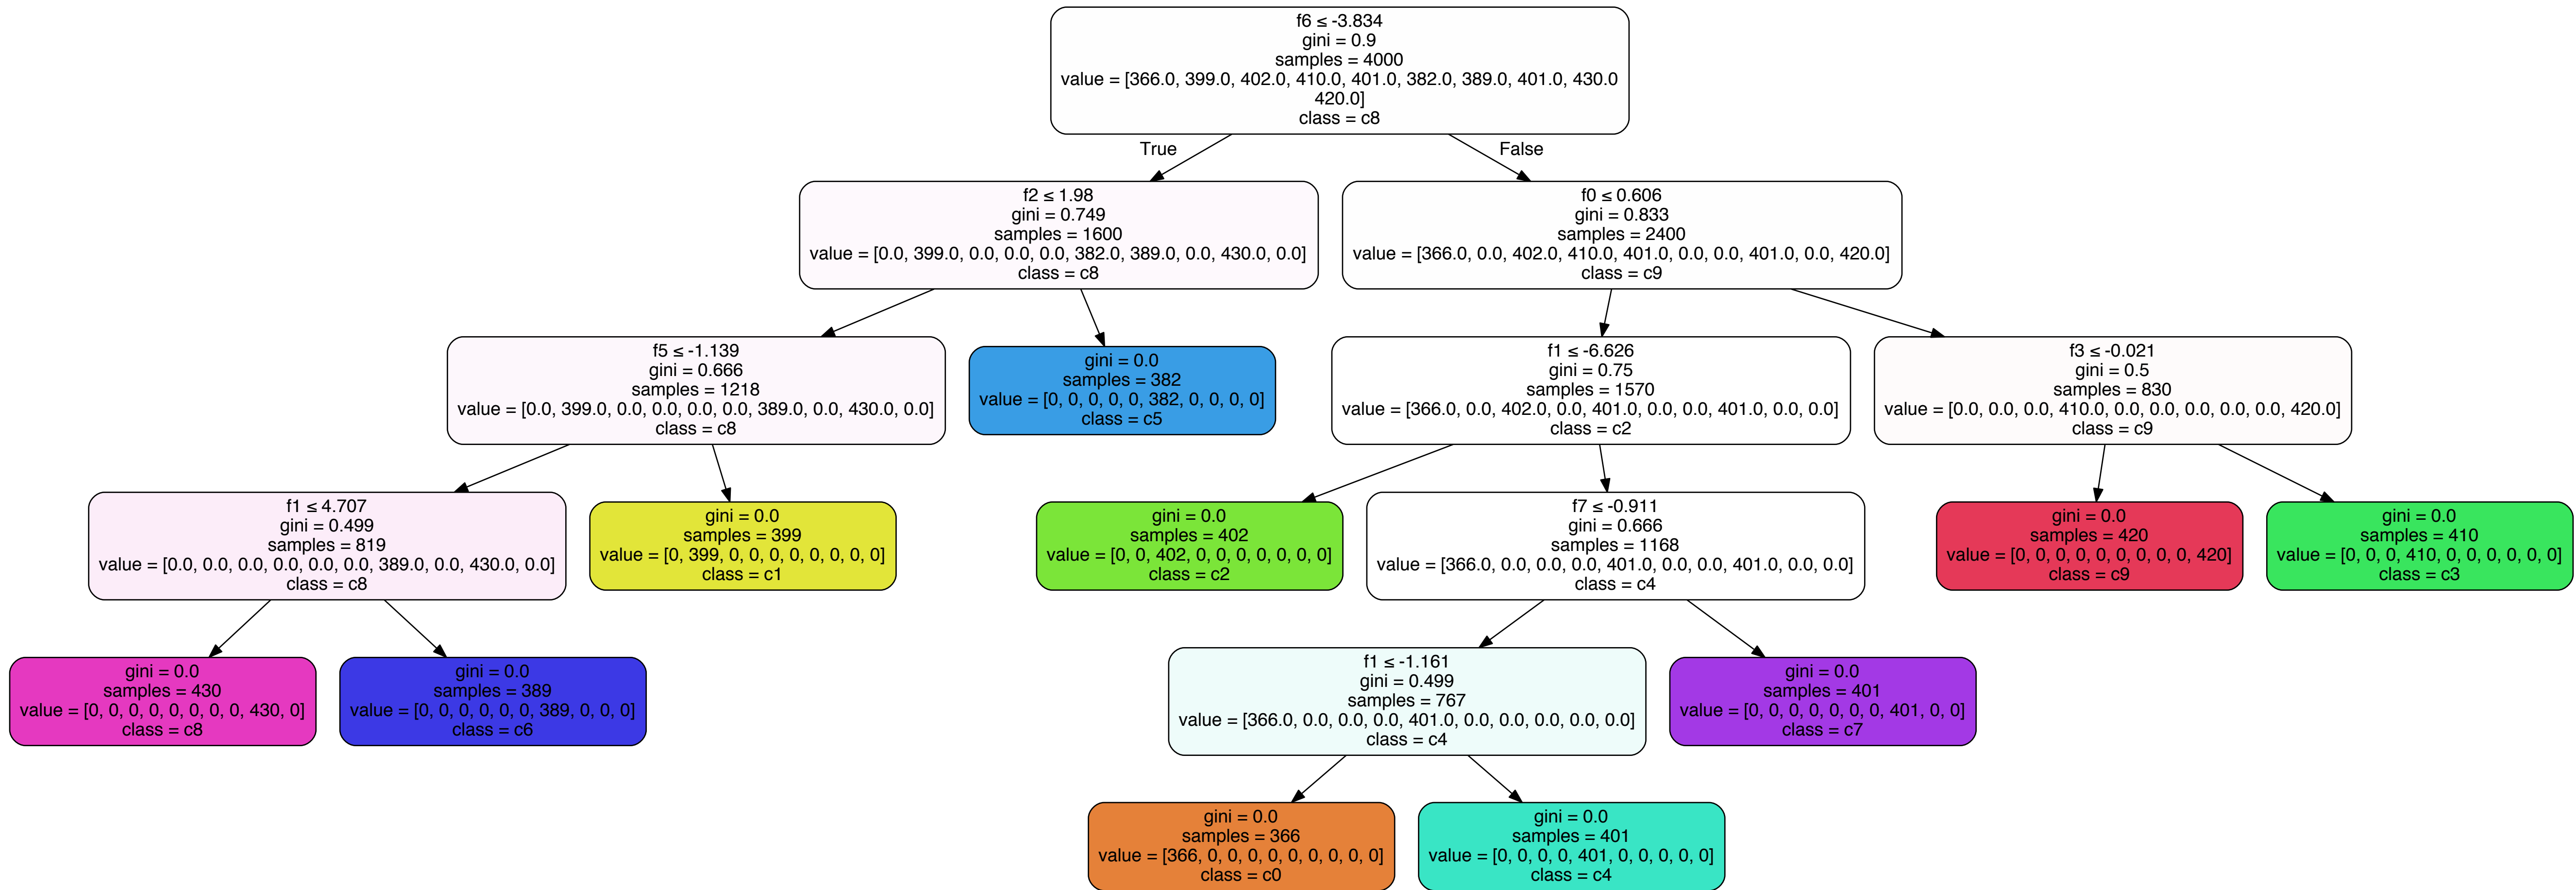 f6 ≤ -3.834
gini = 0.9
samples = 4000
value = [366.0, 399.0, 402.0, 410.0, 401.0, 382.0, 389.0, 401.0, 430.0
420.0]
class = c8
True
False
f2 ≤ 1.98
gini = 0.749
samples = 1600
value = [0.0, 399.0, 0.0, 0.0, 0.0, 382.0, 389.0, 0.0, 430.0, 0.0]
class = c8
f0 ≤ 0.606
gini = 0.833
samples = 2400
value = [366.0, 0.0, 402.0, 410.0, 401.0, 0.0, 0.0, 401.0, 0.0, 420.0]
class = c9
f5 ≤ -1.139
gini = 0.666
samples = 1218
value = [0.0, 399.0, 0.0, 0.0, 0.0, 0.0, 389.0, 0.0, 430.0, 0.0]
class = c8
gini = 0.0
samples = 382
value = [0, 0, 0, 0, 0, 382, 0, 0, 0, 0]
class = c5
f1 ≤ -6.626
gini = 0.75
samples = 1570
value = [366.0, 0.0, 402.0, 0.0, 401.0, 0.0, 0.0, 401.0, 0.0, 0.0]
class = c2
f3 ≤ -0.021
gini = 0.5
samples = 830
value = [0.0, 0.0, 0.0, 410.0, 0.0, 0.0, 0.0, 0.0, 0.0, 420.0]
class = c9
f1 ≤ 4.707
gini = 0.499
samples = 819
value = [0.0, 0.0, 0.0, 0.0, 0.0, 0.0, 389.0, 0.0, 430.0, 0.0]
class = c8
gini = 0.0
samples = 399
value = [0, 399, 0, 0, 0, 0, 0, 0, 0, 0]
class = c1
gini = 0.0
samples = 402
value = [0, 0, 402, 0, 0, 0, 0, 0, 0, 0]
class = c2
f7 ≤ -0.911
gini = 0.666
samples = 1168
value = [366.0, 0.0, 0.0, 0.0, 401.0, 0.0, 0.0, 401.0, 0.0, 0.0]
class = c4
gini = 0.0
samples = 420
value = [0, 0, 0, 0, 0, 0, 0, 0, 0, 420]
class = c9
gini = 0.0
samples = 410
value = [0, 0, 0, 410, 0, 0, 0, 0, 0, 0]
class = c3
gini = 0.0
samples = 430
value = [0, 0, 0, 0, 0, 0, 0, 0, 430, 0]
class = c8
gini = 0.0
samples = 389
value = [0, 0, 0, 0, 0, 0, 389, 0, 0, 0]
class = c6
f1 ≤ -1.161
gini = 0.499
samples = 767
value = [366.0, 0.0, 0.0, 0.0, 401.0, 0.0, 0.0, 0.0, 0.0, 0.0]
class = c4
gini = 0.0
samples = 401
value = [0, 0, 0, 0, 0, 0, 0, 401, 0, 0]
class = c7
gini = 0.0
samples = 366
value = [366, 0, 0, 0, 0, 0, 0, 0, 0, 0]
class = c0
gini = 0.0
samples = 401
value = [0, 0, 0, 0, 401, 0, 0, 0, 0, 0]
class = c4